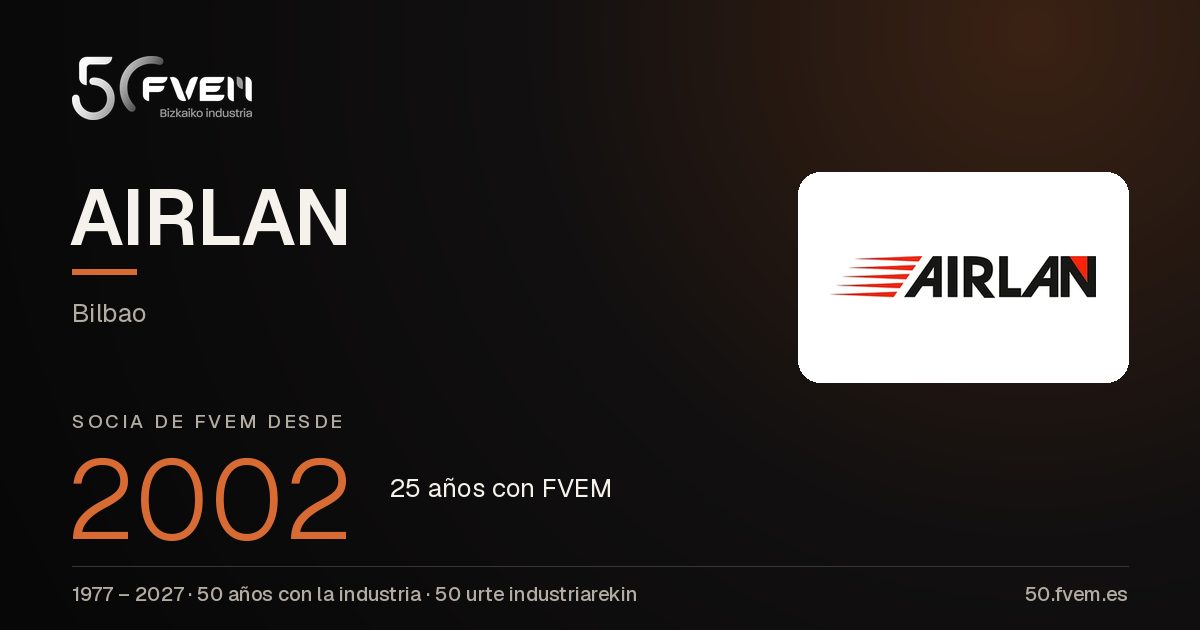 50 FVEM
Bizkaiko industria
AIRLAN
Bilbao
AIRLAN
SOCIA DE FVEM DESDE
2002
25 años con FVEM
1977 – 2027 · 50 años con la industria · 50 urte industriarekin
50.fvem.es